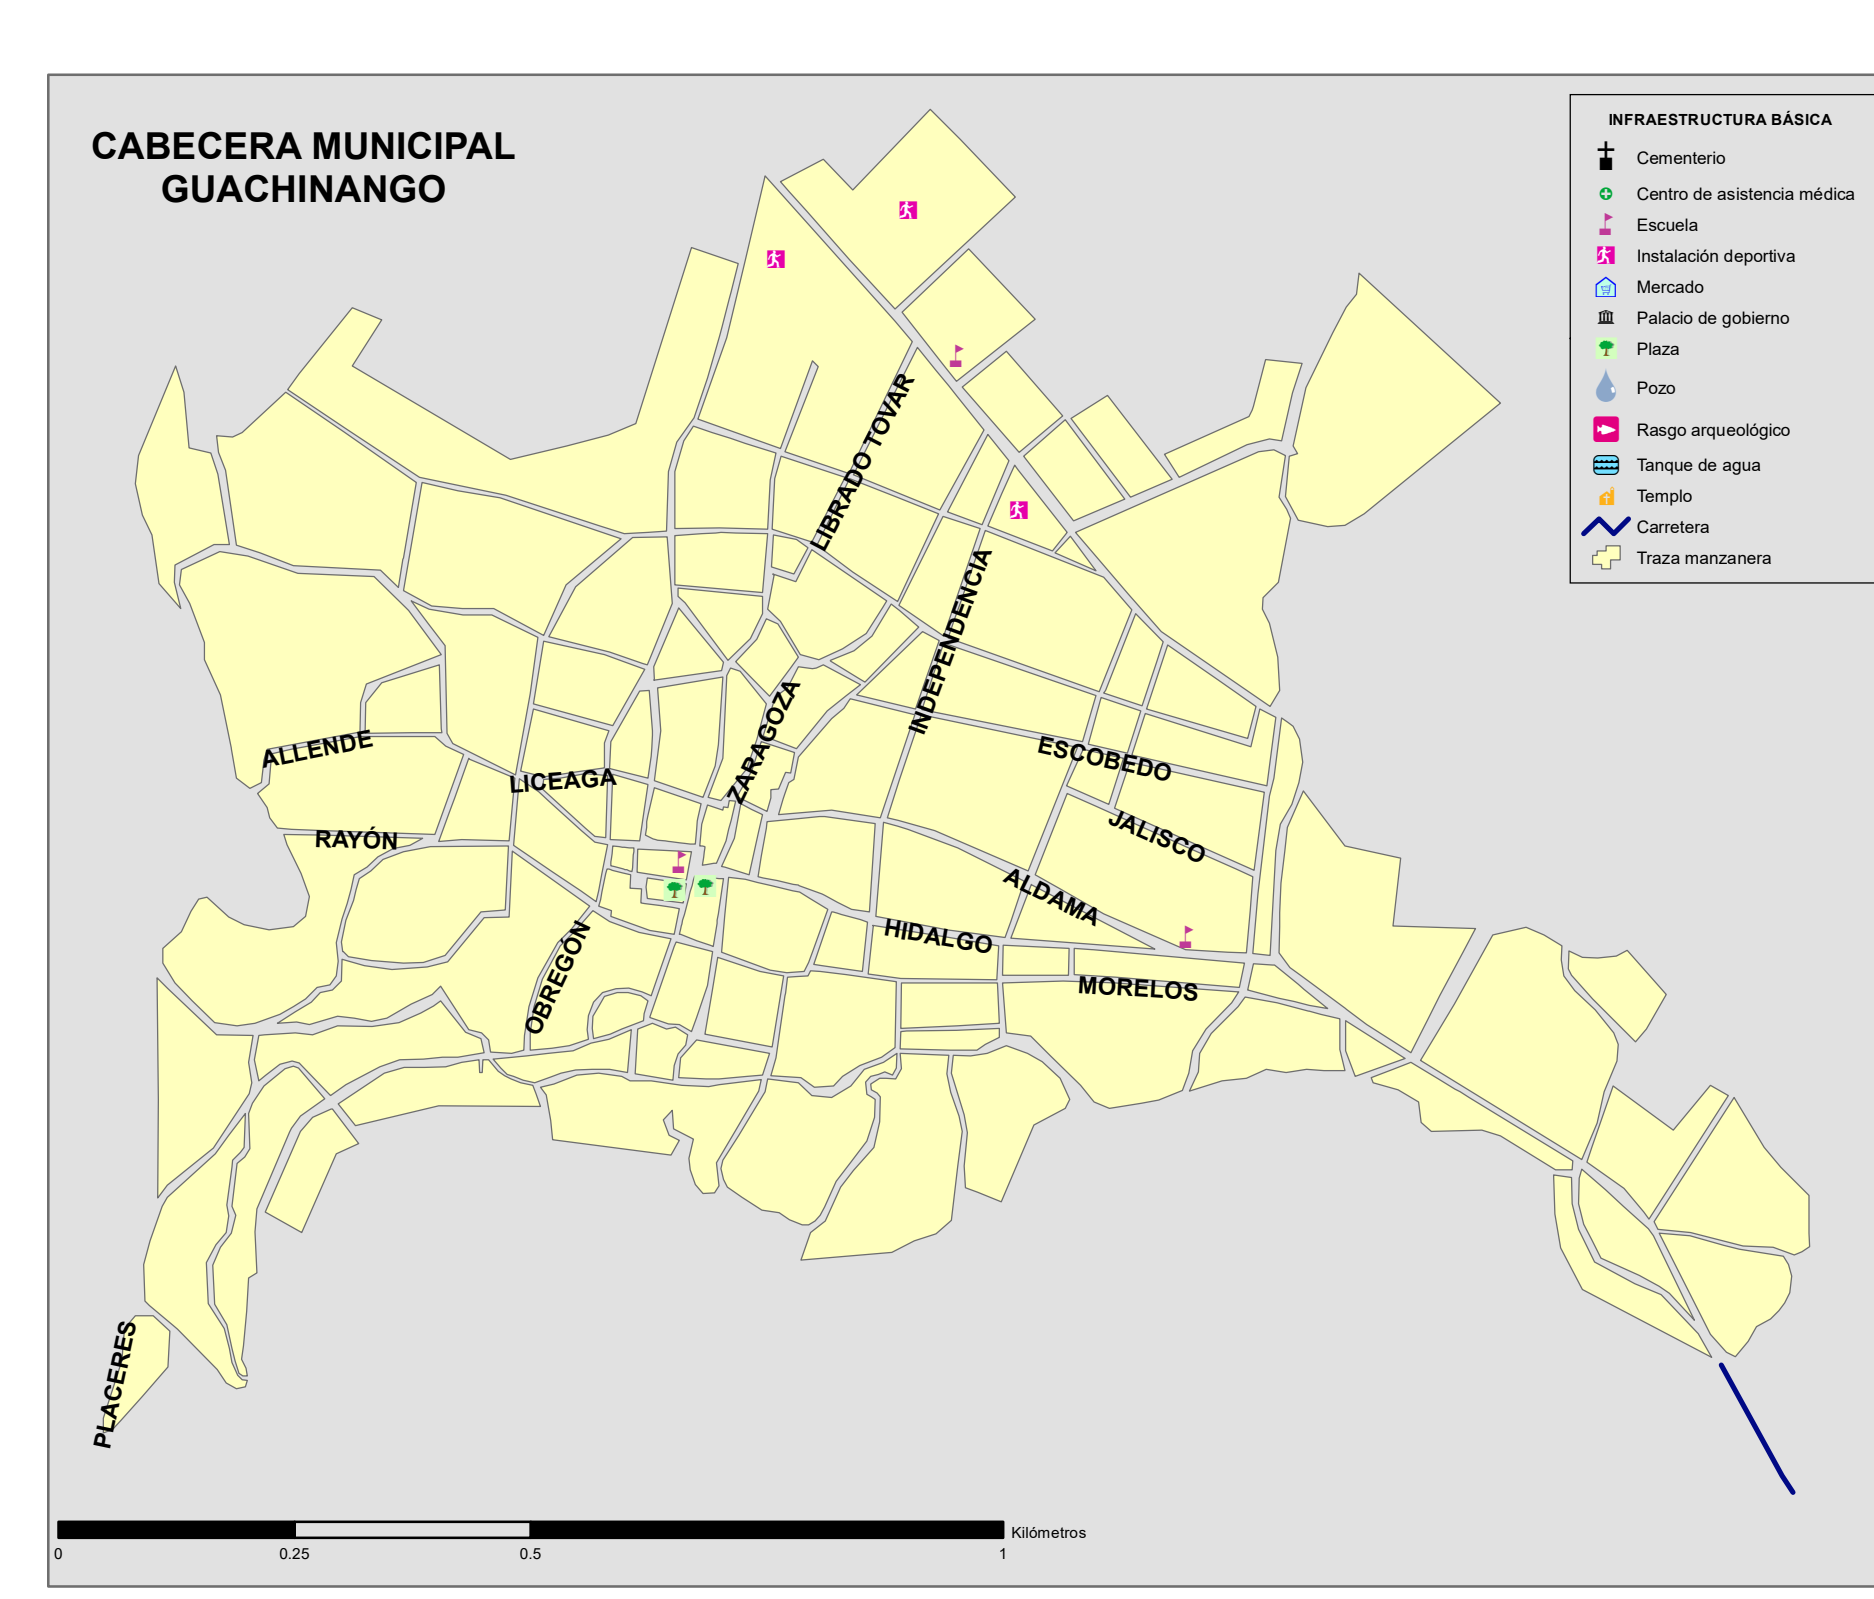 CABECERA MUNICIPAL
GUACHINANGO
INFRAESTRUCTURA BÁSICA
Cementerio
Centro de asistencia médica
Escuela
Instalación deportiva
Mercado
Palacio de gobierno
Plaza
Pozo
Rasgo arqueológico
Tanque de agua
Templo
Carretera
Traza manzanera
LIBRADO TOVAR
INDEPENDENCIA
ZARAGOZA
ALLENDE
LICEAGA
ESCOBEDO
RAYÓN
JALISCO
ALDAMA
HIDALGO
OBREGÓN
MORELOS
PLACERES
Kilómetros
0 0.25 0.5 1